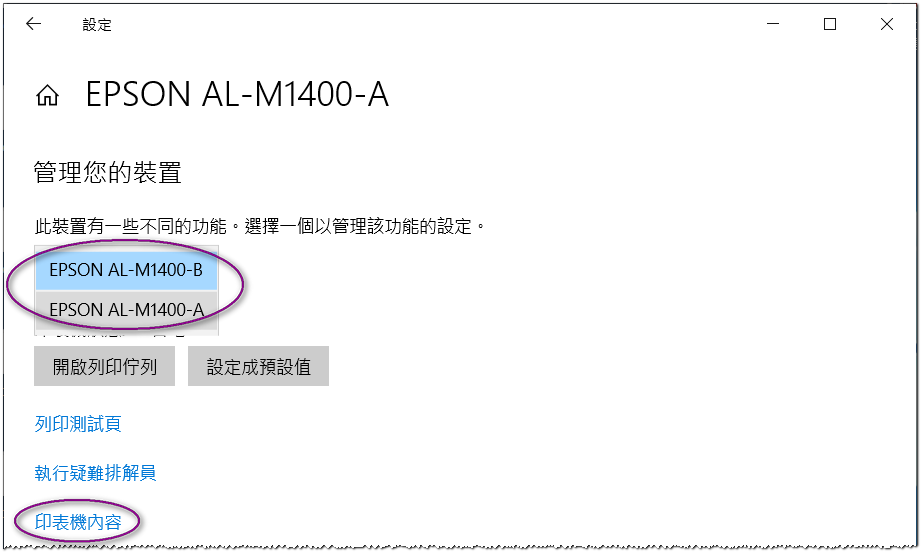 設定
EPSON AL-M1400-A
管理您的裝置
此裝置有一些不同的功能。選擇一個以管理該功能的設定。
EPSON AL-M1400-B
EPSON AL-M1400-A
開啟列印佇列 設定成預設值
列印測試頁
執行疑難排解員
印表機內容